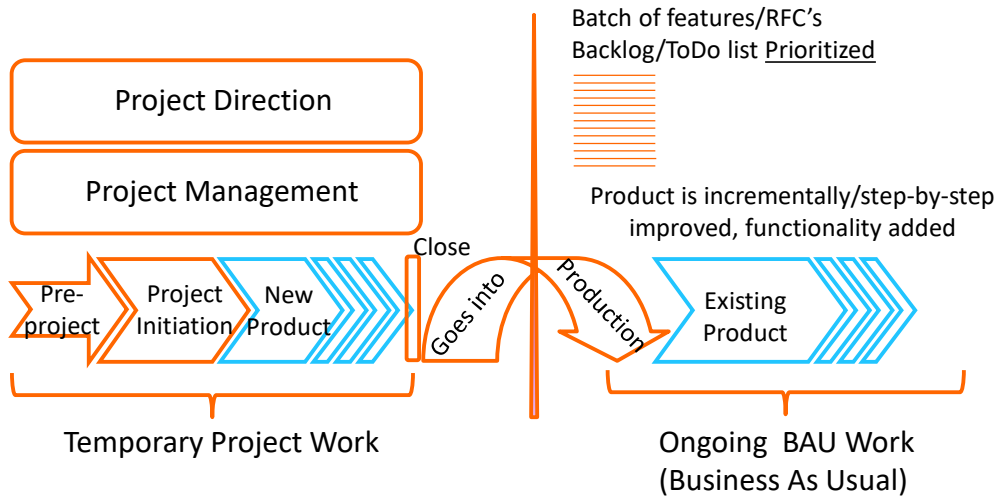 Batch of features/RFC's
Backlog/ToDo list Prioritized
Project Direction
Project Management
Product is incrementally/step-by-step
improved, functionality added
Close
Pre-
project
Project
Initiation
New
Product
Goes into
Production
Existing
Product
Temporary Project Work
Ongoing  BAU Work
(Business As Usual)